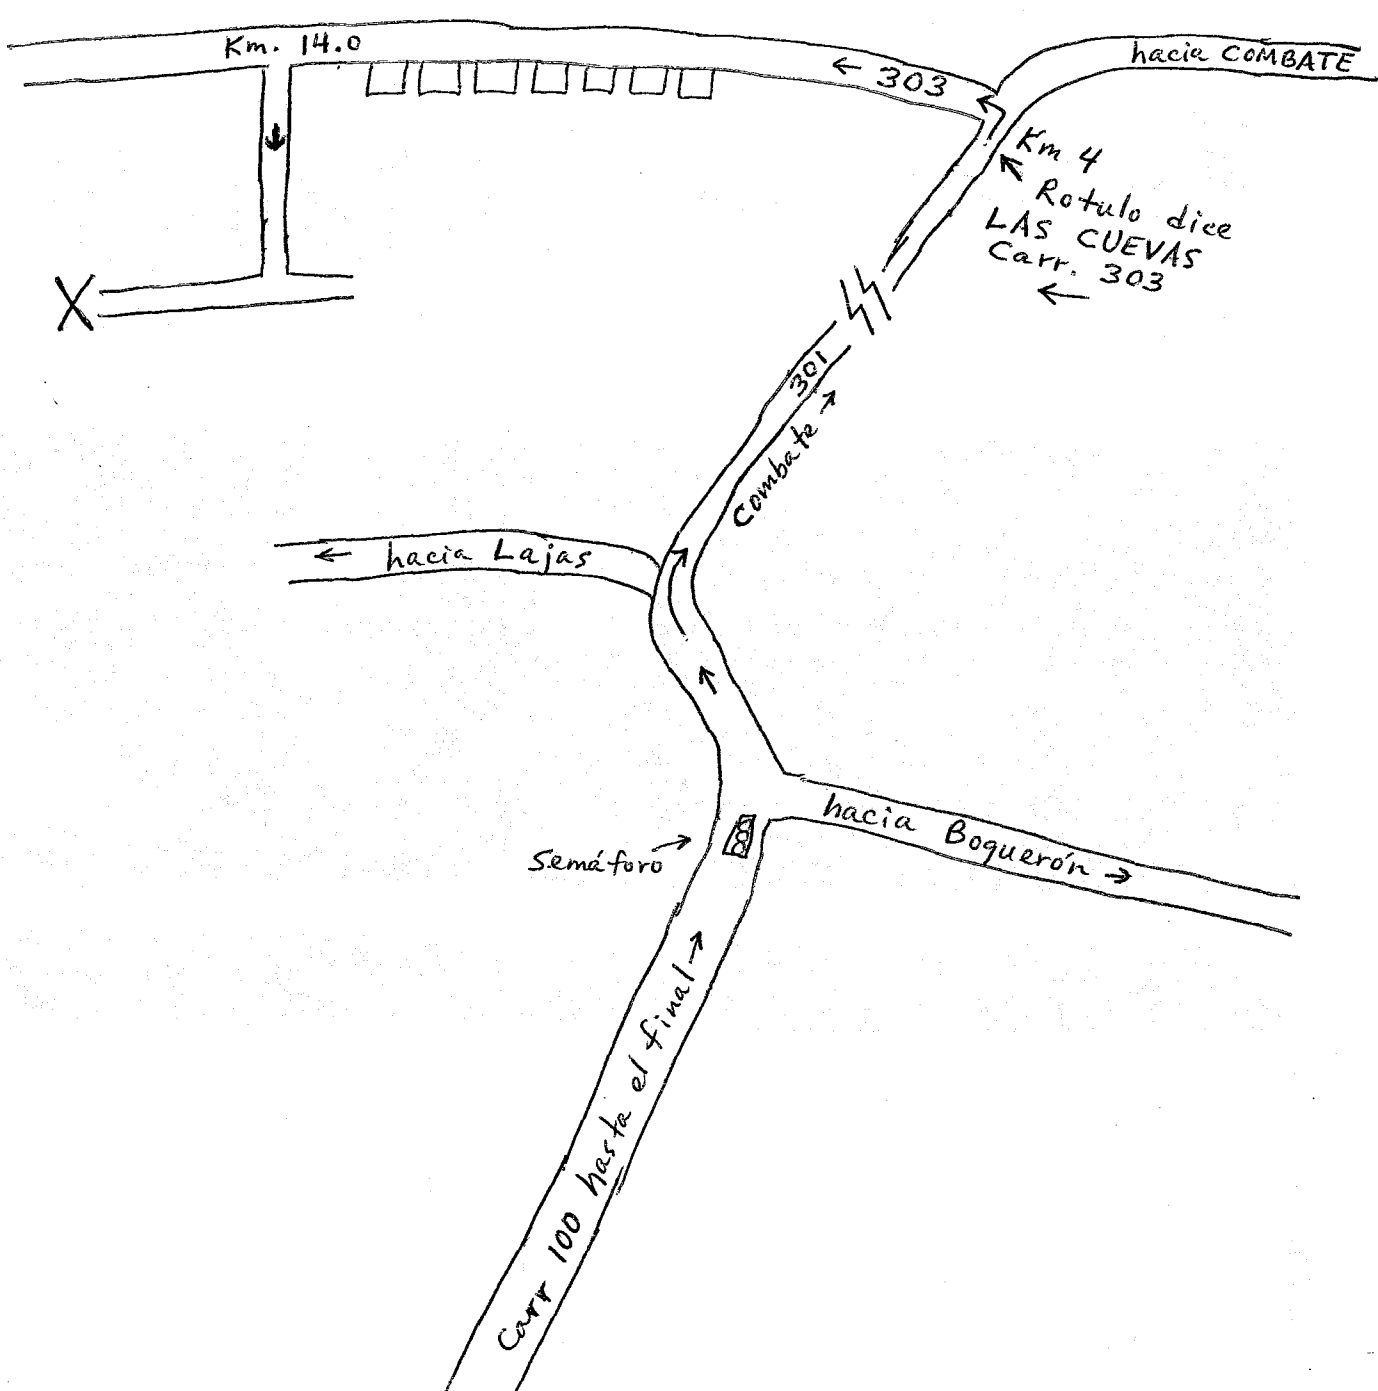 Km. 14.0
← 303
hacia COMBATE
Km 4
Rotulo dice
LAS CUEVAS
Carr. 303
←
301
Combate →
← hacia Lajas
hacia Boquerón →
Semáforo →
Carr 100 hasta el final →
X